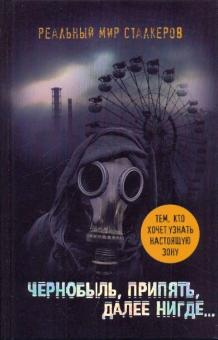 РЕАЛЬНЫЙ МИР СТАЛКЕРОВ
ТЕМ, КТО
ХОЧЕТ УЗНАТЬ
НАСТОЯЩУЮ
ЗОНУ
ЧЕРНОБЫЛЬ, ПРИПЯТЬ,
ДАЛЕЕ НИГДЕ...